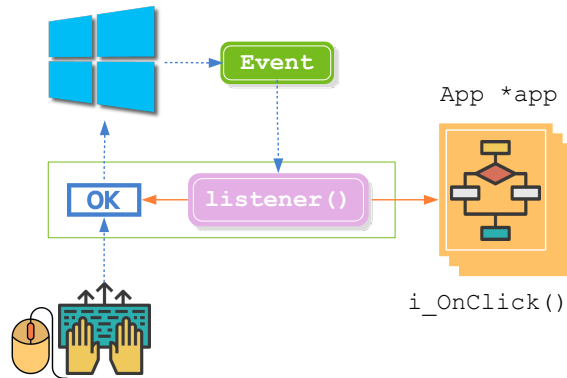 Event
App *app
OK
listener()
i_OnClick()